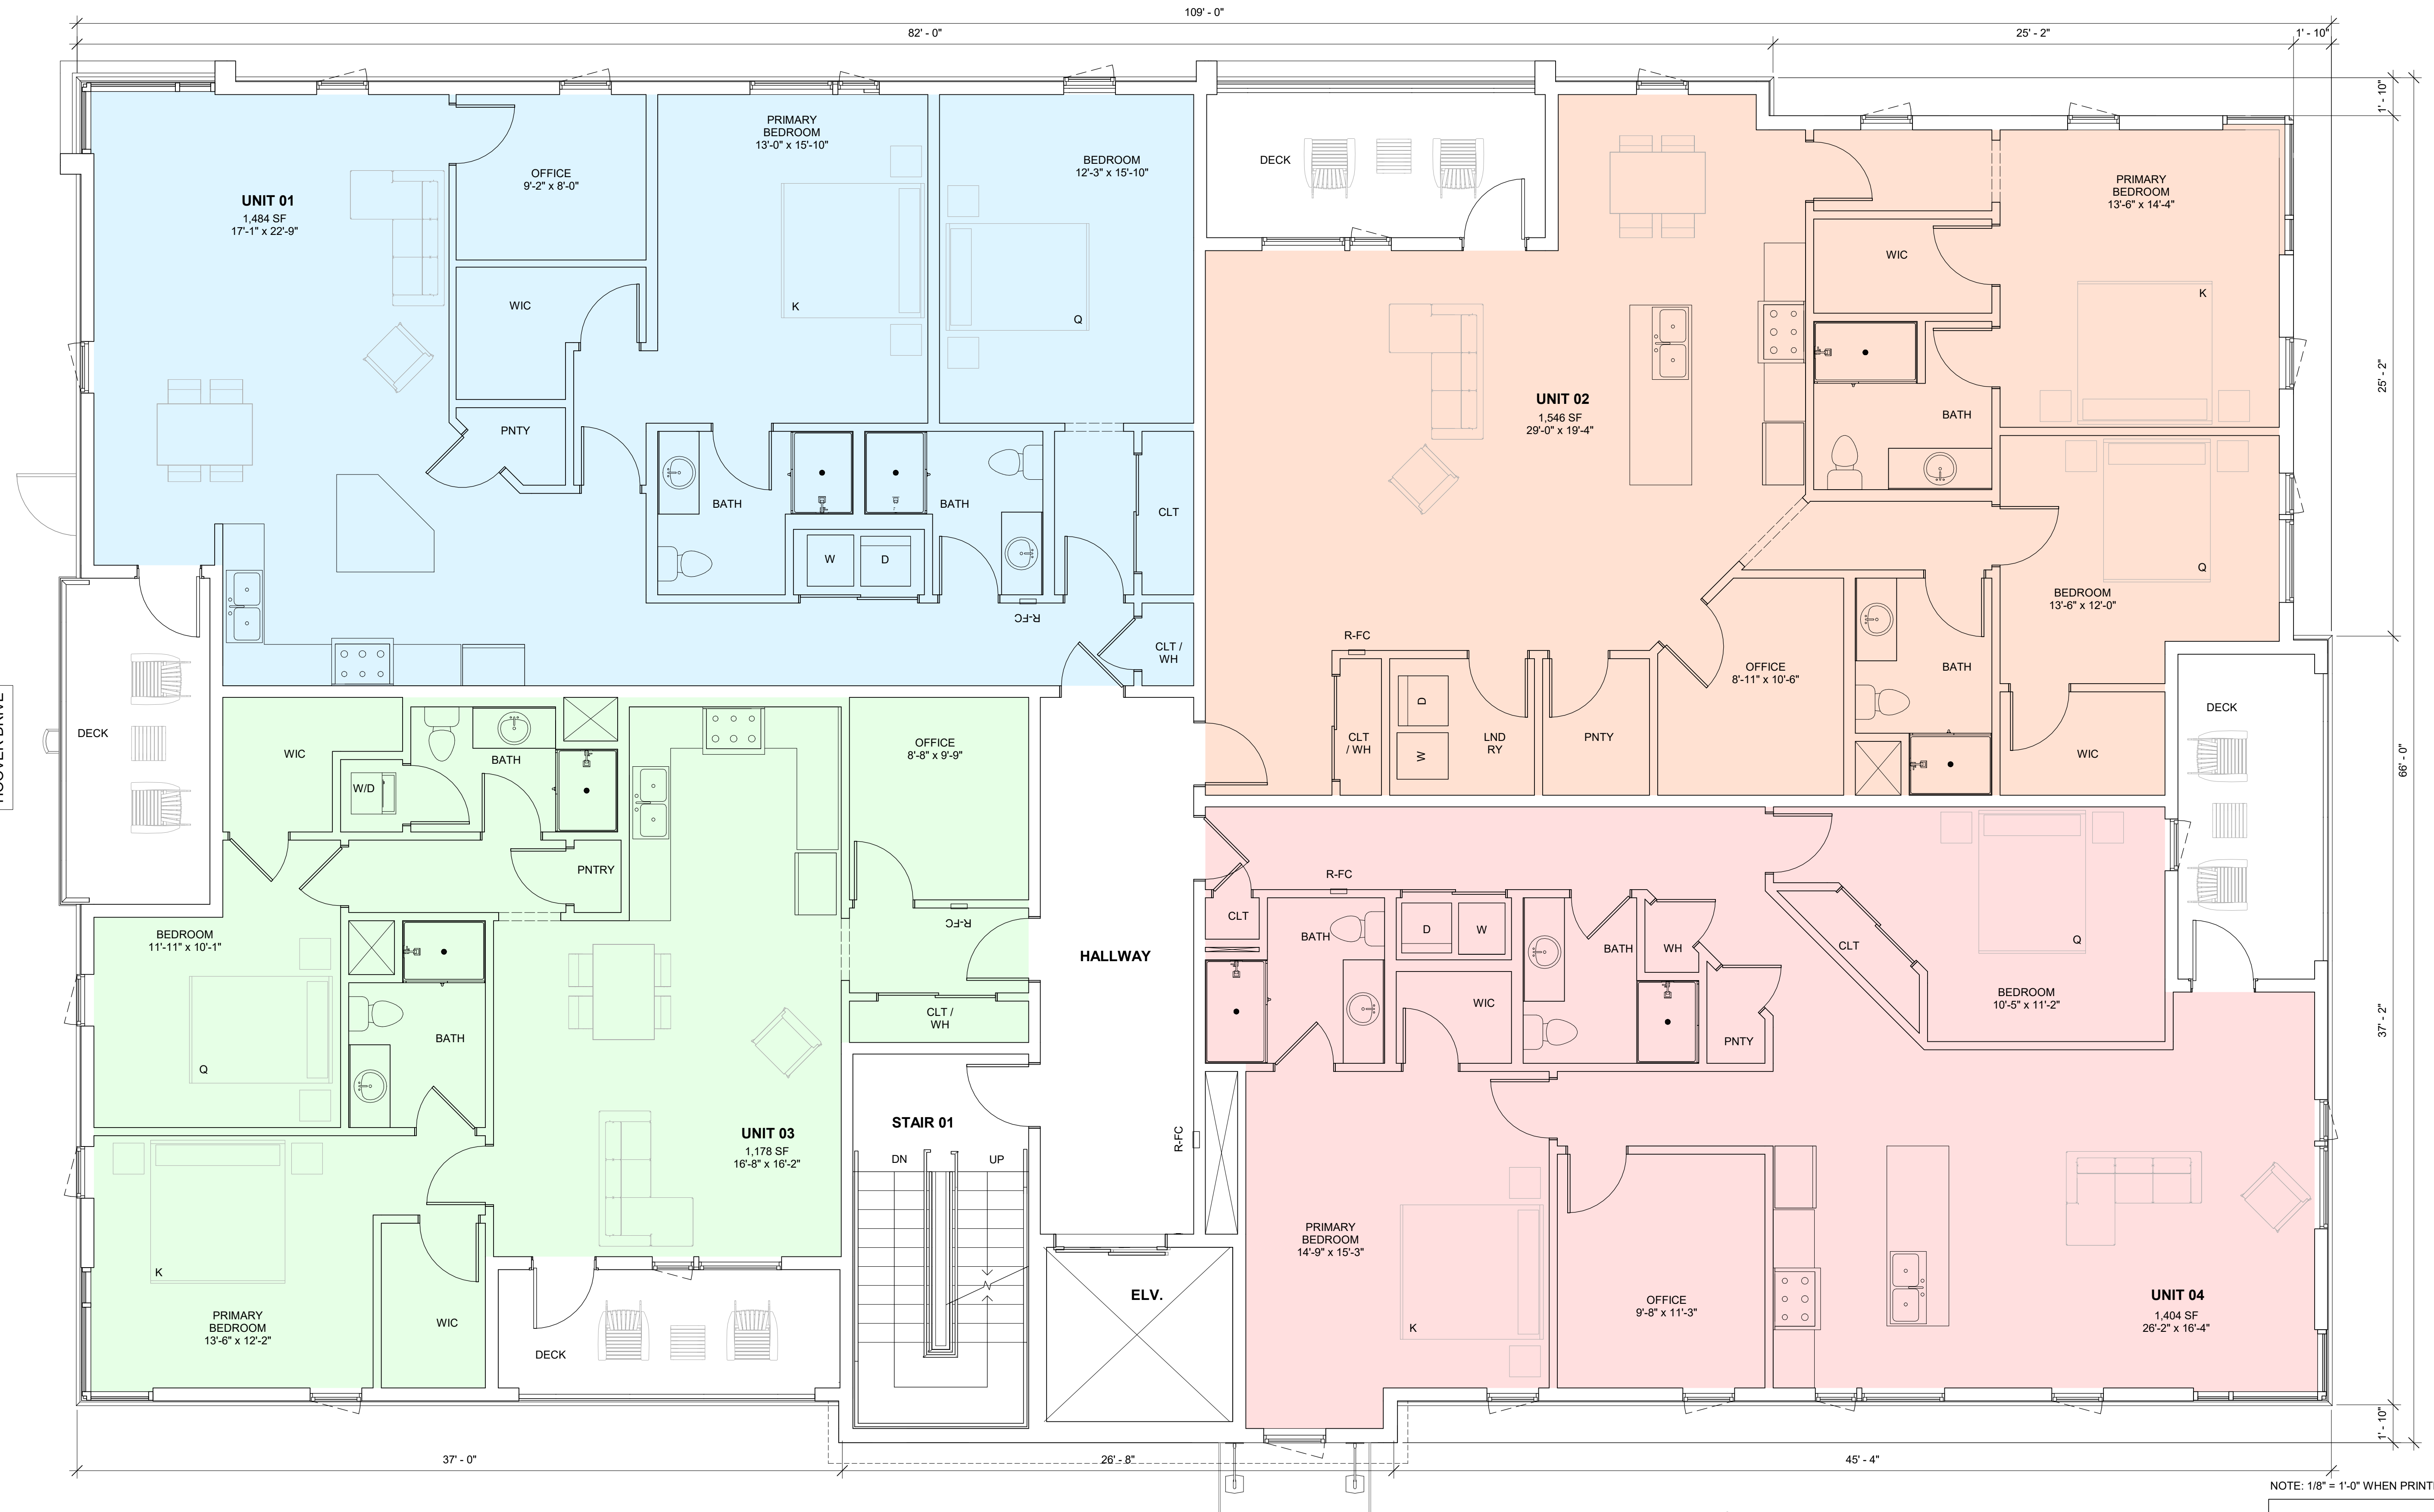 109' - 0"
82' - 0"
25' - 2"
1' - 10"
1' - 10"
25' - 2"
66' - 0"
37' - 2"
1' - 10"
UNIT 01
1,484 SF
17'-1" x 22'-9"
OFFICE
9'-2" x 8'-0"
PRIMARY
BEDROOM
13'-0" x 15'-10"
K
BEDROOM
12'-3" x 15'-10"
Q
WIC
PNTY
BATH
BATH
W
D
CLT
R-FC
CLT /
WH
DECK
DECK
UNIT 02
1,546 SF
29'-0" x 19'-4"
PRIMARY
BEDROOM
13'-6" x 14'-4"
K
WIC
BATH
Q
BEDROOM
13'-6" x 12'-0"
OFFICE
8'-11" x 10'-6"
BATH
WIC
R-FC
CLT
/ WH
D
W
LND
RY
PNTY
DECK
HOOVER DRIVE
WIC
W/D
BATH
OFFICE
8'-8" x 9'-9"
PNTRY
R-FC
BEDROOM
11'-11" x 10'-1"
Q
BATH
CLT /
WH
UNIT 03
1,178 SF
16'-8" x 16'-2"
K
PRIMARY
BEDROOM
13'-6" x 12'-2"
WIC
DECK
HALLWAY
STAIR 01
DN
UP
R-FC
ELV.
R-FC
CLT
BATH
D
W
BATH
WH
WIC
PNTY
CLT
Q
BEDROOM
10'-5" x 11'-2"
PRIMARY
BEDROOM
14'-9" x 15'-3"
K
OFFICE
9'-8" x 11'-3"
UNIT 04
1,404 SF
26'-2" x 16'-4"
37' - 0"
26' - 8"
45' - 4"
NOTE: 1/8" = 1'-0" WHEN PRINT